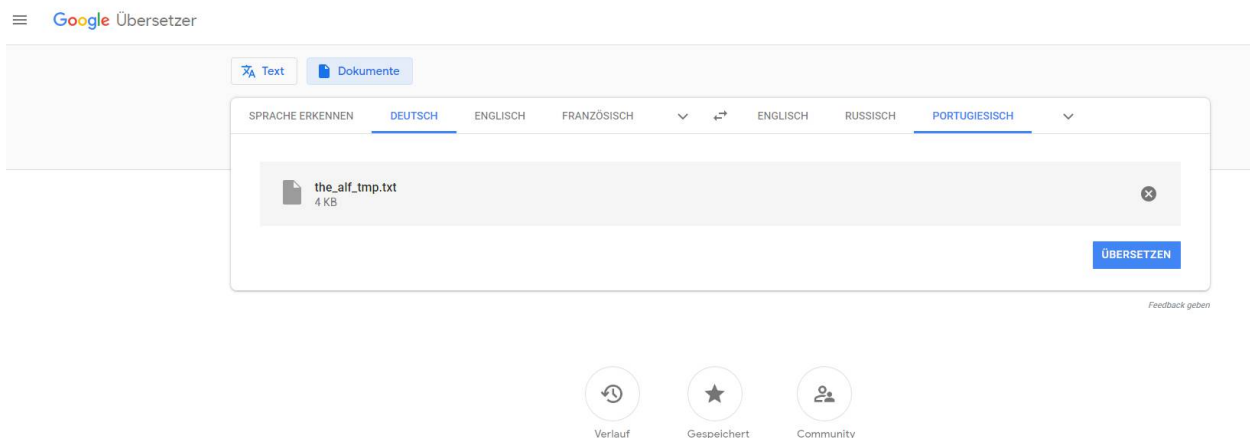 Google Übersetzer
Text Dokumente
SPRACHE ERKENNEN DEUTSCH ENGLISCH FRANZÖSISCH ENGLISCH RUSSISCH PORTUGIESISCH
the_alf_tmp.txt
4 KB
ÜBERSETZEN
Feedback geben
Verlauf Gespeichert Community